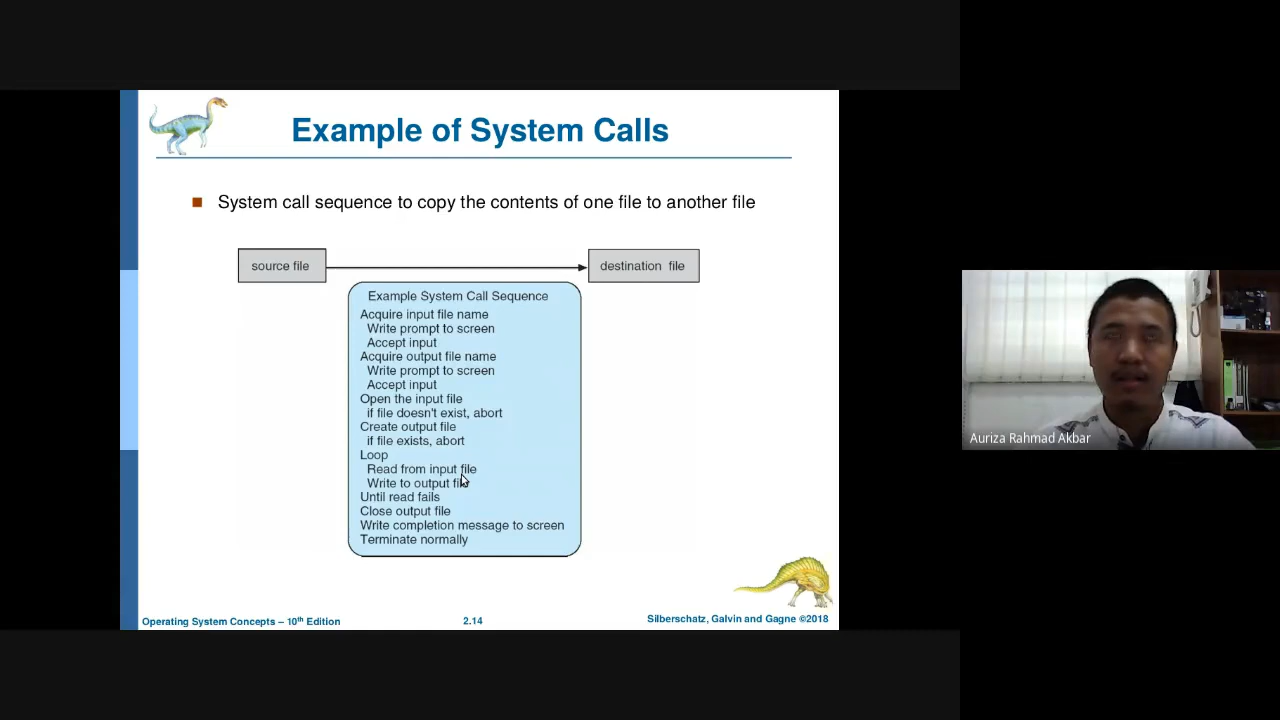 Example of System Calls
System call sequence to copy the contents of one file to another file
source file
destination file
Example System Call Sequence
Acquire input file name
Write prompt to screen
Accept input
Acquire output file name
Write prompt to screen
Accept input
Open the input file
if file doesn't exist, abort
Create output file
if file exists, abort
Loop
Read from input file
Write to output file
Until read fails
Close output file
Write completion message to screen
Terminate normally
Operating System Concepts – 10th Edition
2.14
Silberschatz, Galvin and Gagne ©2018
Auriza Rahmad Akbar